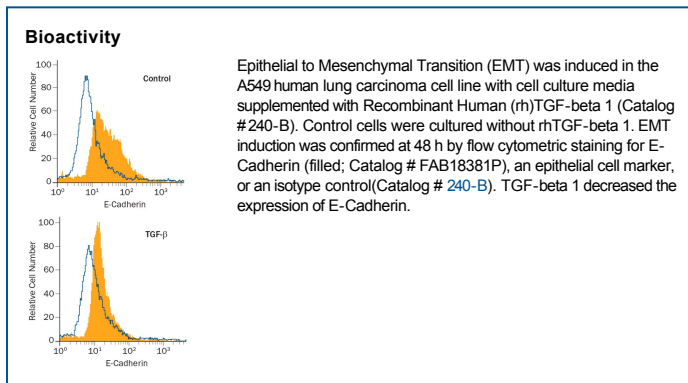 Bioactivity
100
80
60
40
20
0
Relative Cell Number
Control
10⁰ 10¹ 10² 10³
E-Cadherin
100
80
60
40
20
0
Relative Cell Number
TGF-β
10⁰ 10¹ 10² 10³
E-Cadherin
Epithelial to Mesenchymal Transition (EMT) was induced in the
A549 human lung carcinoma cell line with cell culture media
supplemented with Recombinant Human (rh)TGF-beta 1 (Catalog
#240-B). Control cells were cultured without rhTGF-beta 1. EMT
induction was confirmed at 48 h by flow cytometric staining for E-
Cadherin (filled; Catalog # FAB18381P), an epithelial cell marker,
or an isotype control(Catalog # 240-B). TGF-beta 1 decreased the
expression of E-Cadherin.